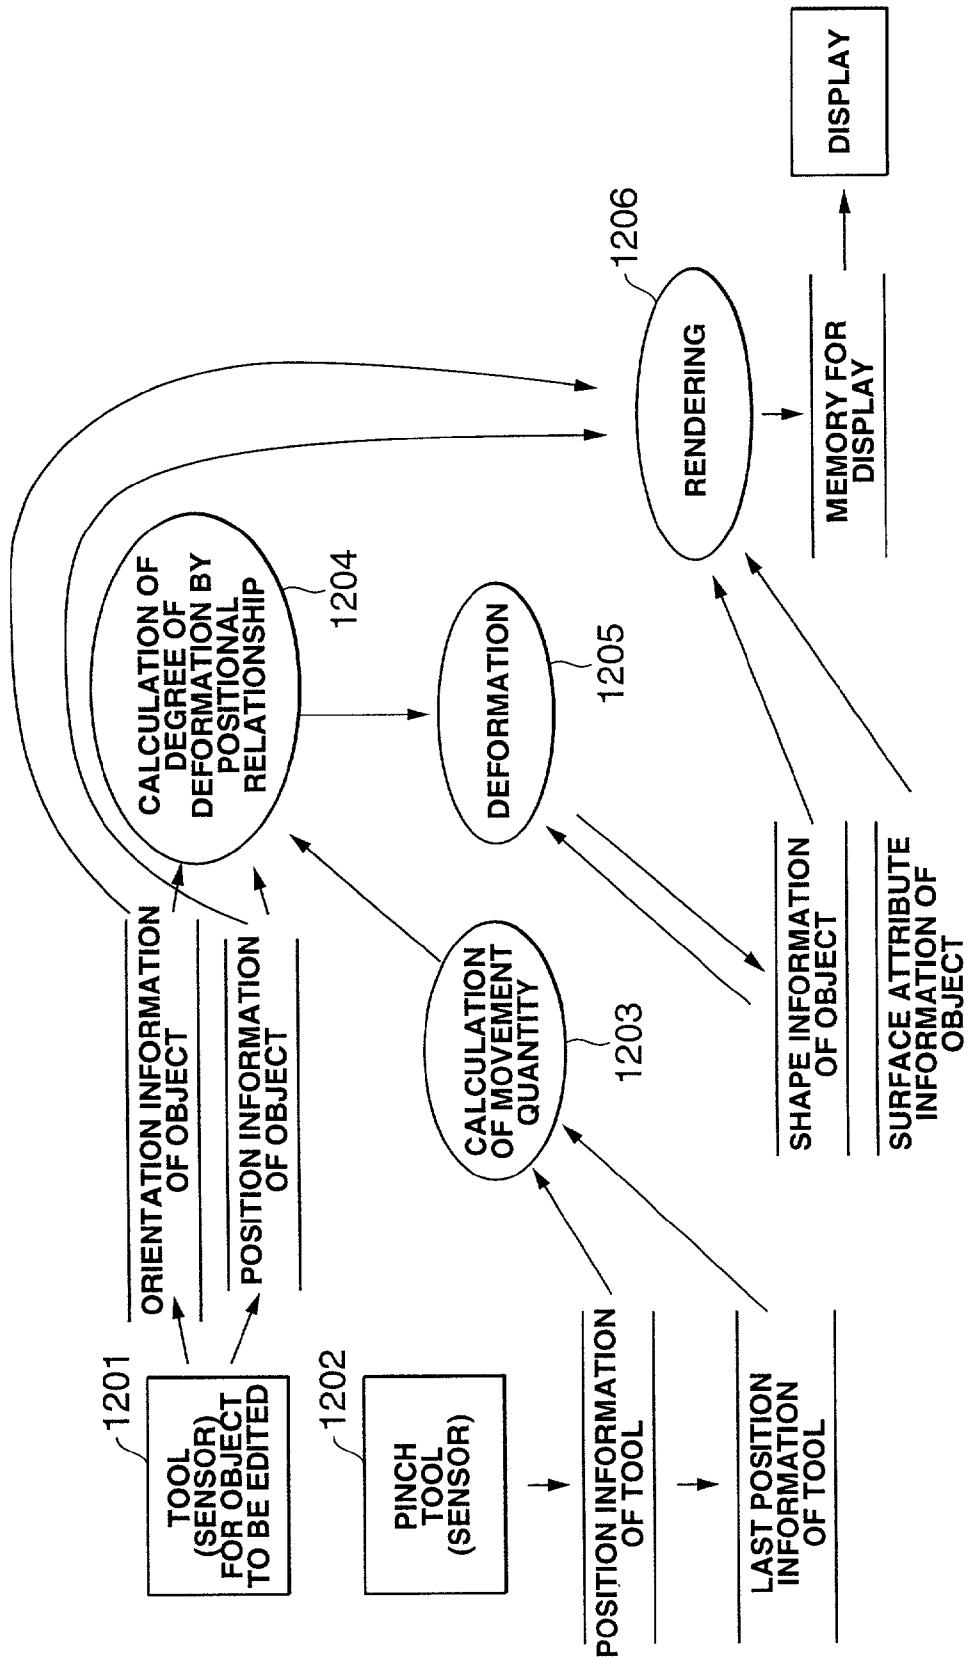 1201
TOOL
(SENSOR)
FOR OBJECT
TO BE EDITED
ORIENTATION INFORMATION
OF OBJECT
POSITION INFORMATION
OF OBJECT
CALCULATION OF
DEGREE OF
DEFORMATION BY
POSITIONAL
RELATIONSHIP
1204
1202
PINCH
TOOL
(SENSOR)
CALCULATION
OF MOVEMENT
QUANTITY
1203
DEFORMATION
1205
POSITION INFORMATION
OF TOOL
LAST POSITION
INFORMATION
OF TOOL
SHAPE INFORMATION
OF OBJECT
SURFACE ATTRIBUTE
INFORMATION OF
OBJECT
RENDERING
1206
MEMORY FOR
DISPLAY
DISPLAY